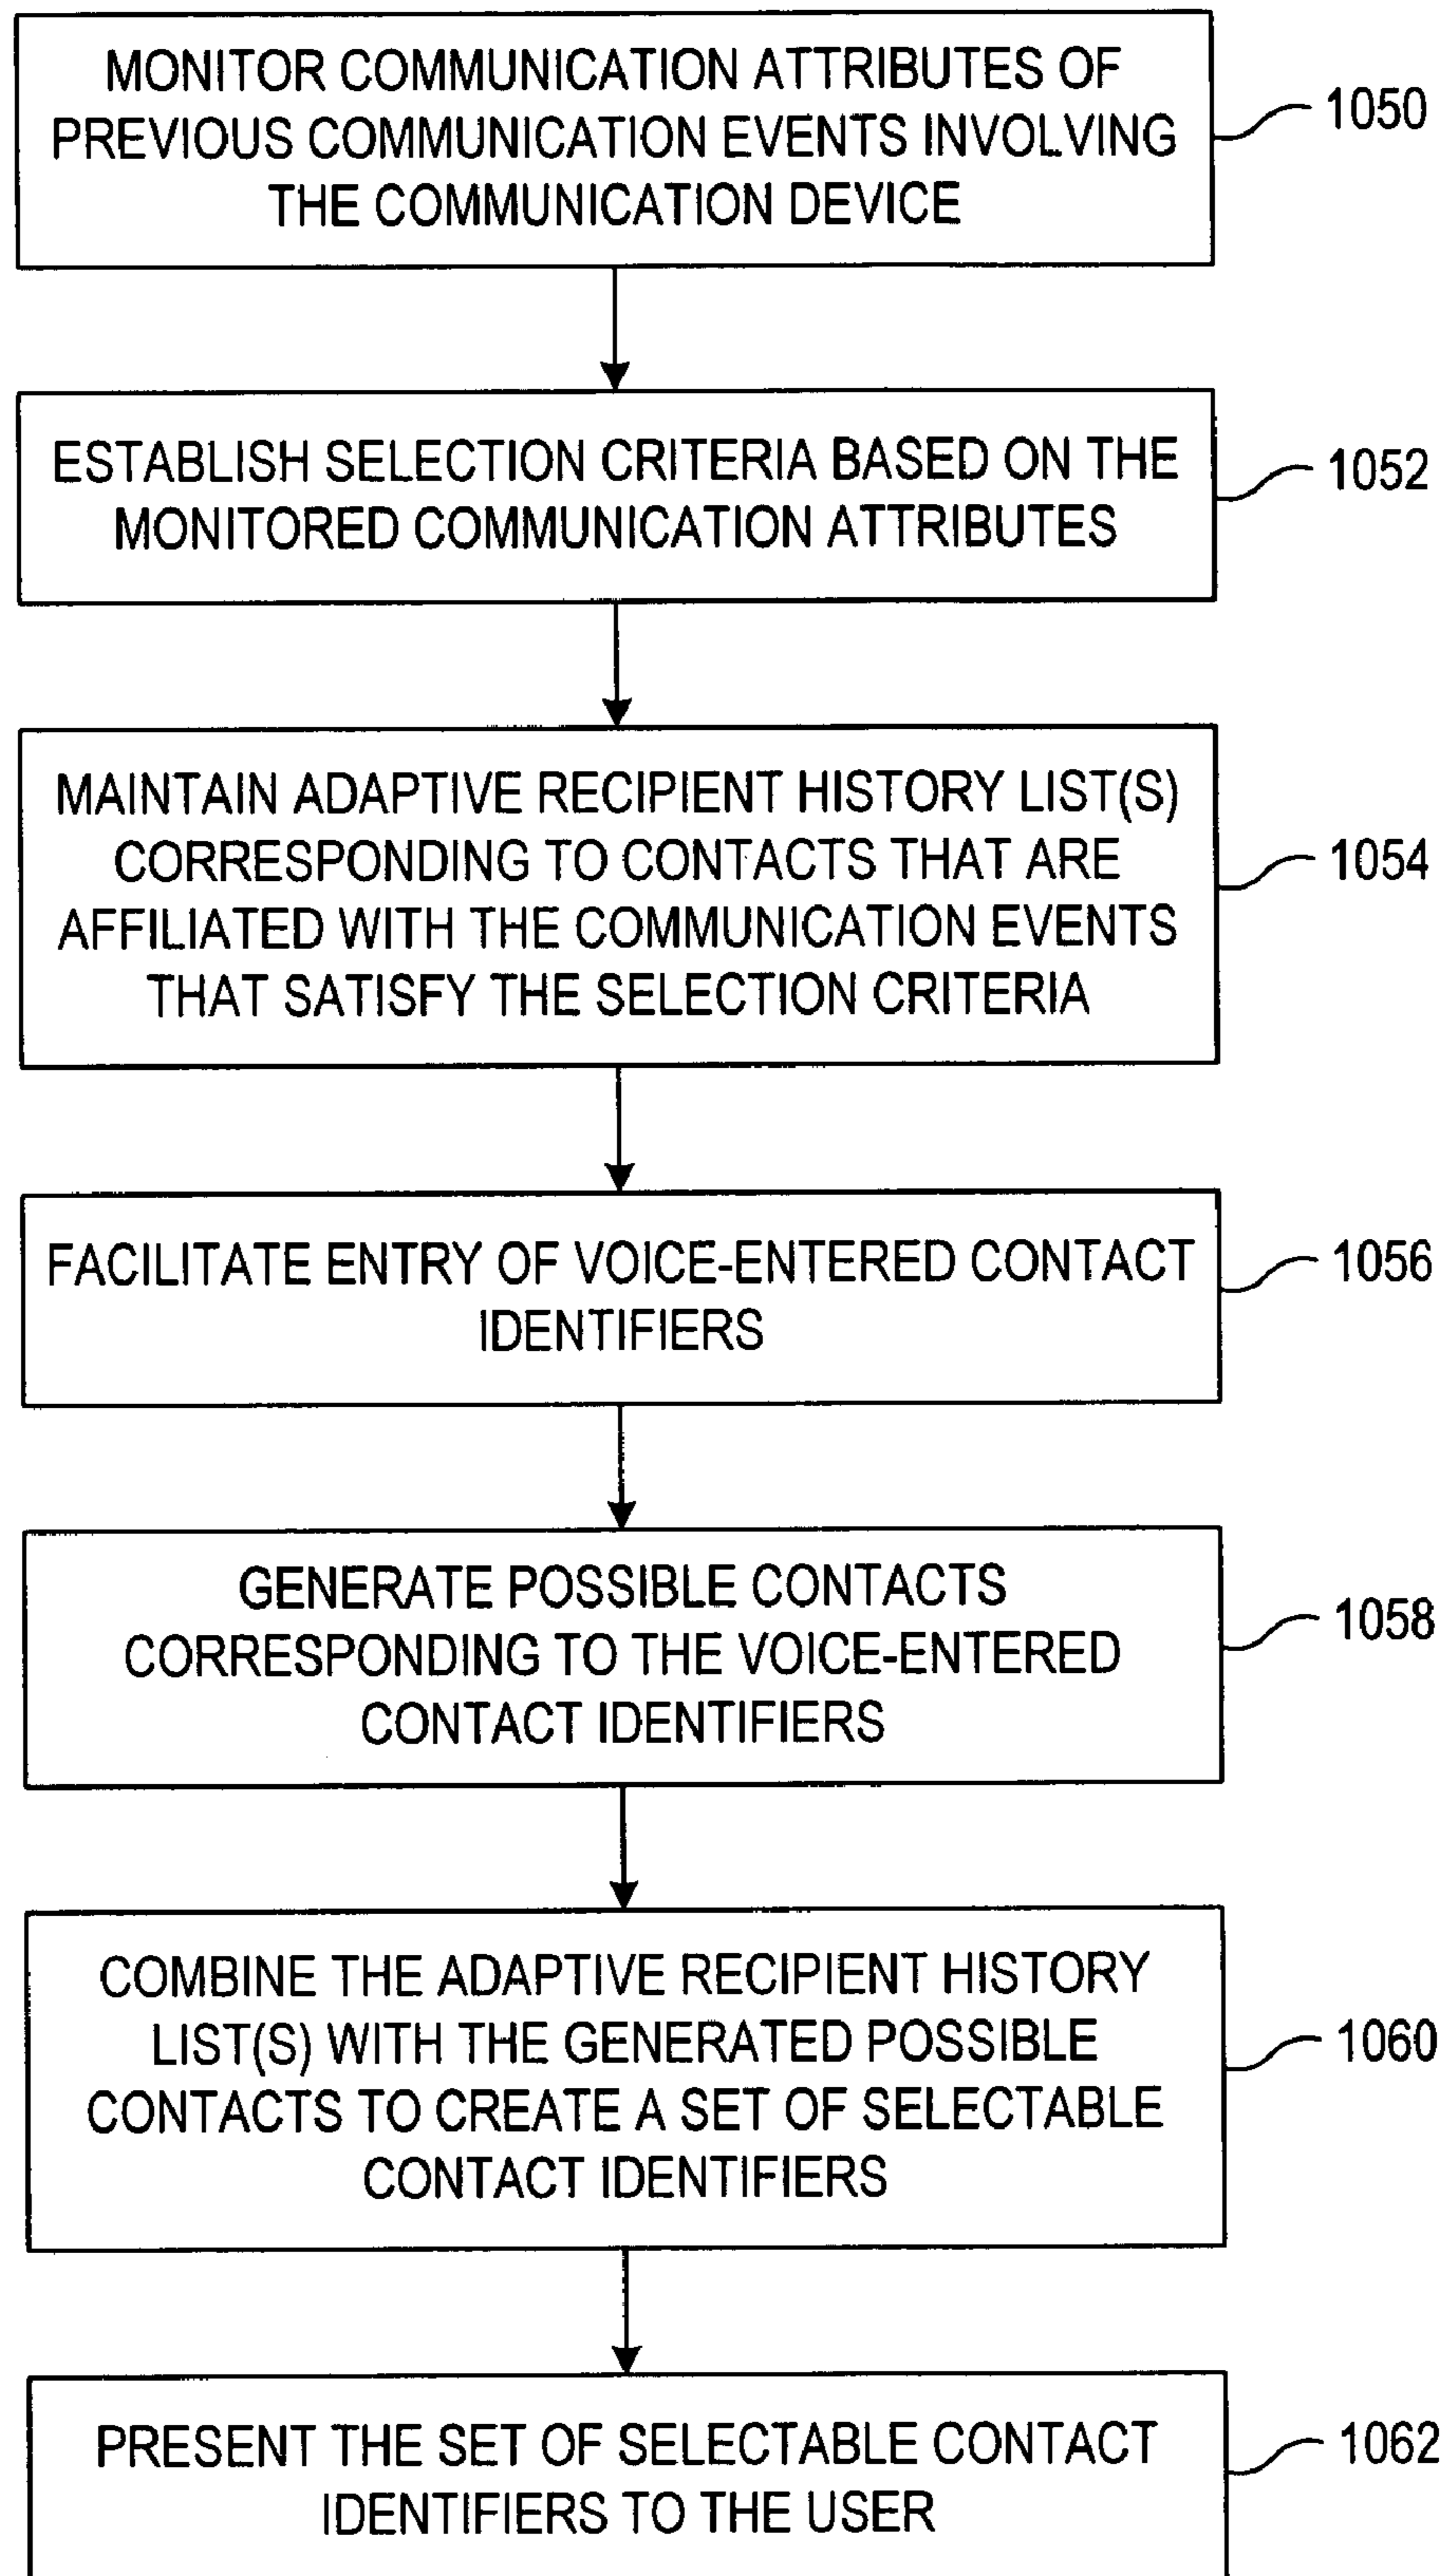 MONITOR COMMUNICATION ATTRIBUTES OF
PREVIOUS COMMUNICATION EVENTS INVOLVING
THE COMMUNICATION DEVICE
1050
ESTABLISH SELECTION CRITERIA BASED ON THE
MONITORED COMMUNICATION ATTRIBUTES
1052
MAINTAIN ADAPTIVE RECIPIENT HISTORY LIST(S)
CORRESPONDING TO CONTACTS THAT ARE
AFFILIATED WITH THE COMMUNICATION EVENTS
THAT SATISFY THE SELECTION CRITERIA
1054
FACILITATE ENTRY OF VOICE-ENTERED CONTACT
IDENTIFIERS
1056
GENERATE POSSIBLE CONTACTS
CORRESPONDING TO THE VOICE-ENTERED
CONTACT IDENTIFIERS
1058
COMBINE THE ADAPTIVE RECIPIENT HISTORY
LIST(S) WITH THE GENERATED POSSIBLE
CONTACTS TO CREATE A SET OF SELECTABLE
CONTACT IDENTIFIERS
1060
PRESENT THE SET OF SELECTABLE CONTACT
IDENTIFIERS TO THE USER
1062